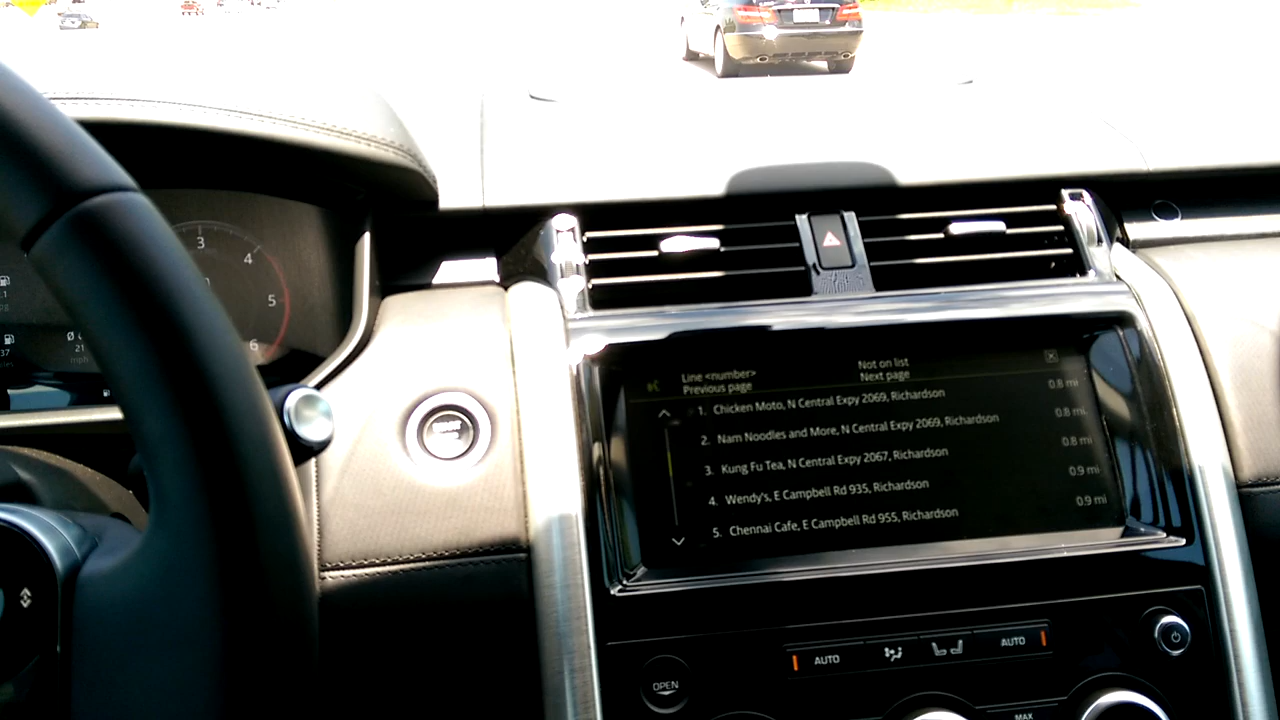 3
4
5
6
37
21
mph
Line <number>
Not on list
Previous page
Next page
1. Chicken Moto, N Central Expy 2069, Richardson 0.8 mi
2. Nam Noodles and More, N Central Expy 2069, Richardson 0.8 mi
3. Kung Fu Tea, N Central Expy 2067, Richardson 0.8 mi
4. Wendy's, E Campbell Rd 935, Richardson 0.9 mi
5. Chennai Cafe, E Campbell Rd 955, Richardson 0.9 mi
AUTO
AUTO
OPEN
MAX